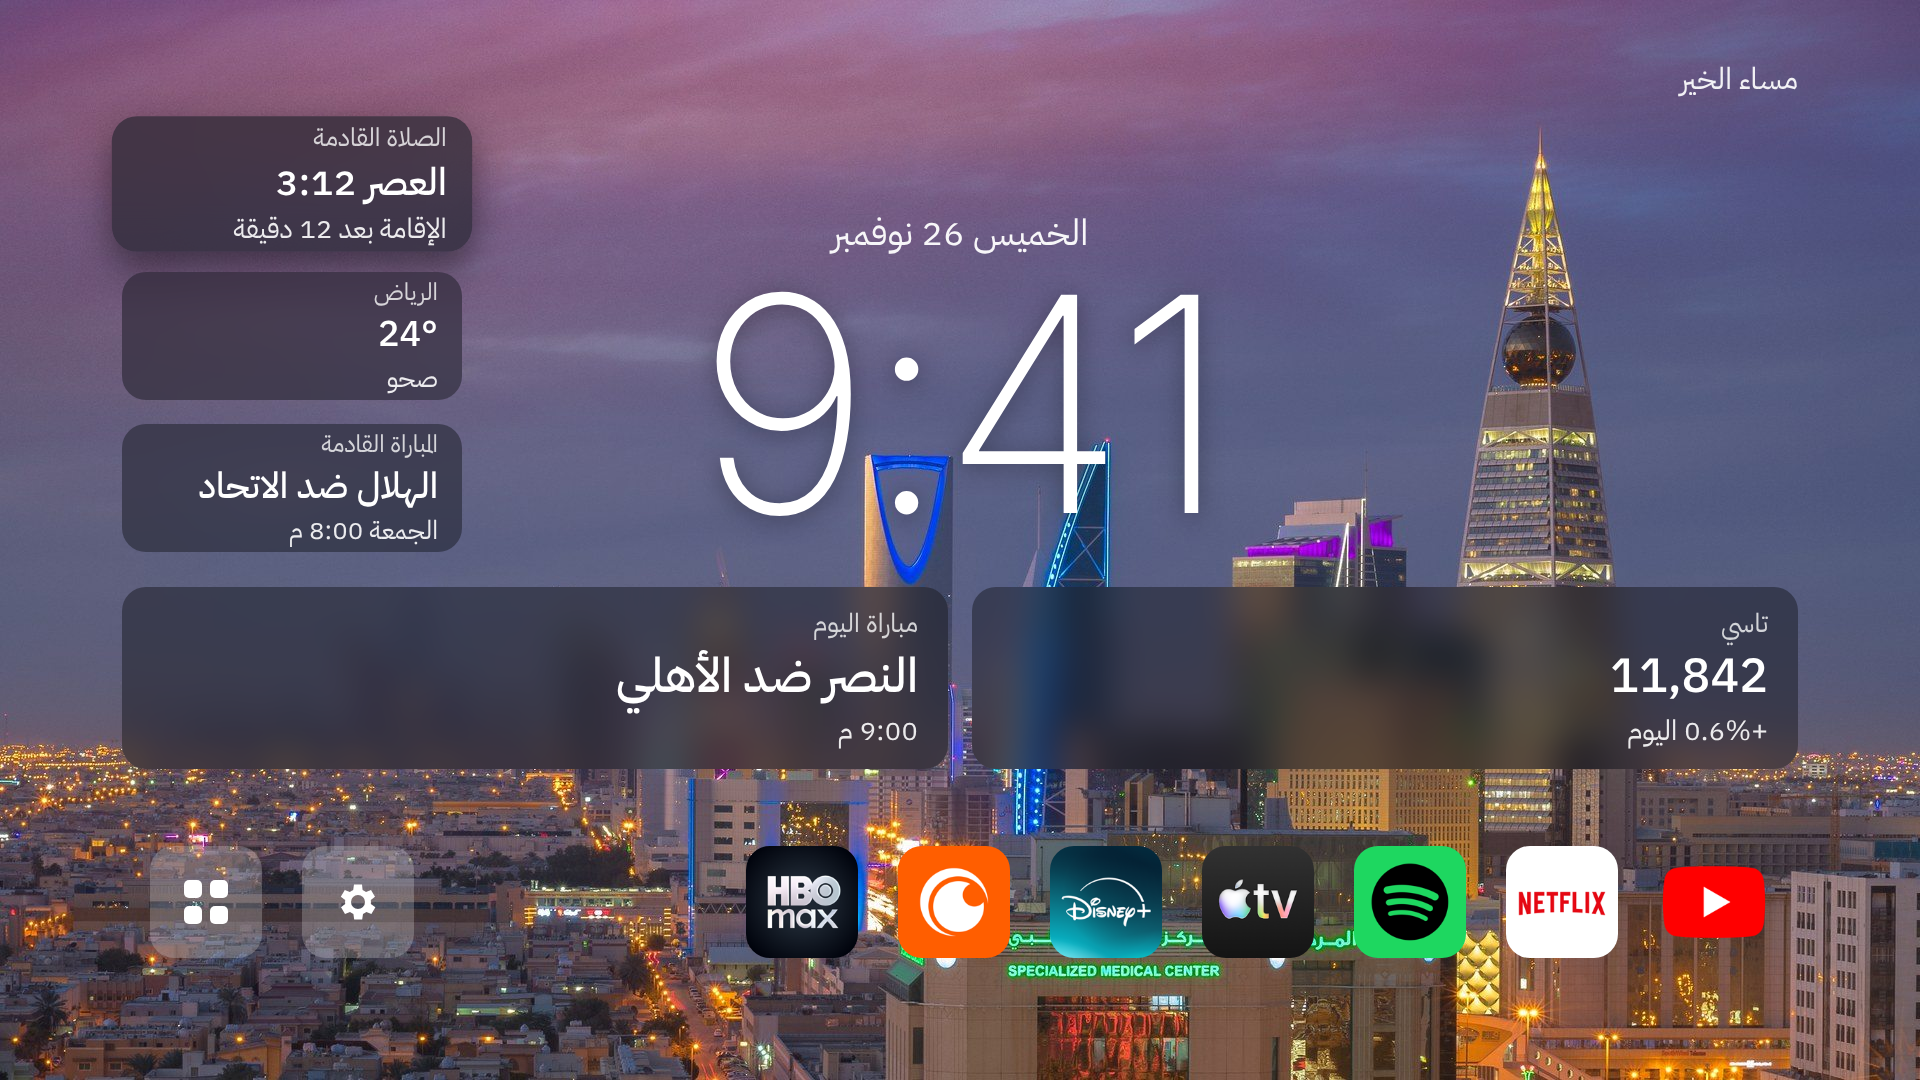 مساء الخير
الصلاة القادمة
العصر 3:12
الإقامة بعد 12 دقيقة
الرياض
24°
صحو
المباراة القادمة
الهلال ضد الاتحاد
الجمعة 8:00 م
الخميس 26 نوفمبر
9:41
تاسي
11,842
+0.6% اليوم
مباراة اليوم
النصر ضد الأهلي
9:00 م
NETFLIX
tv
Disney+
HBO
max
SPECIALIZED MEDICAL CENTER